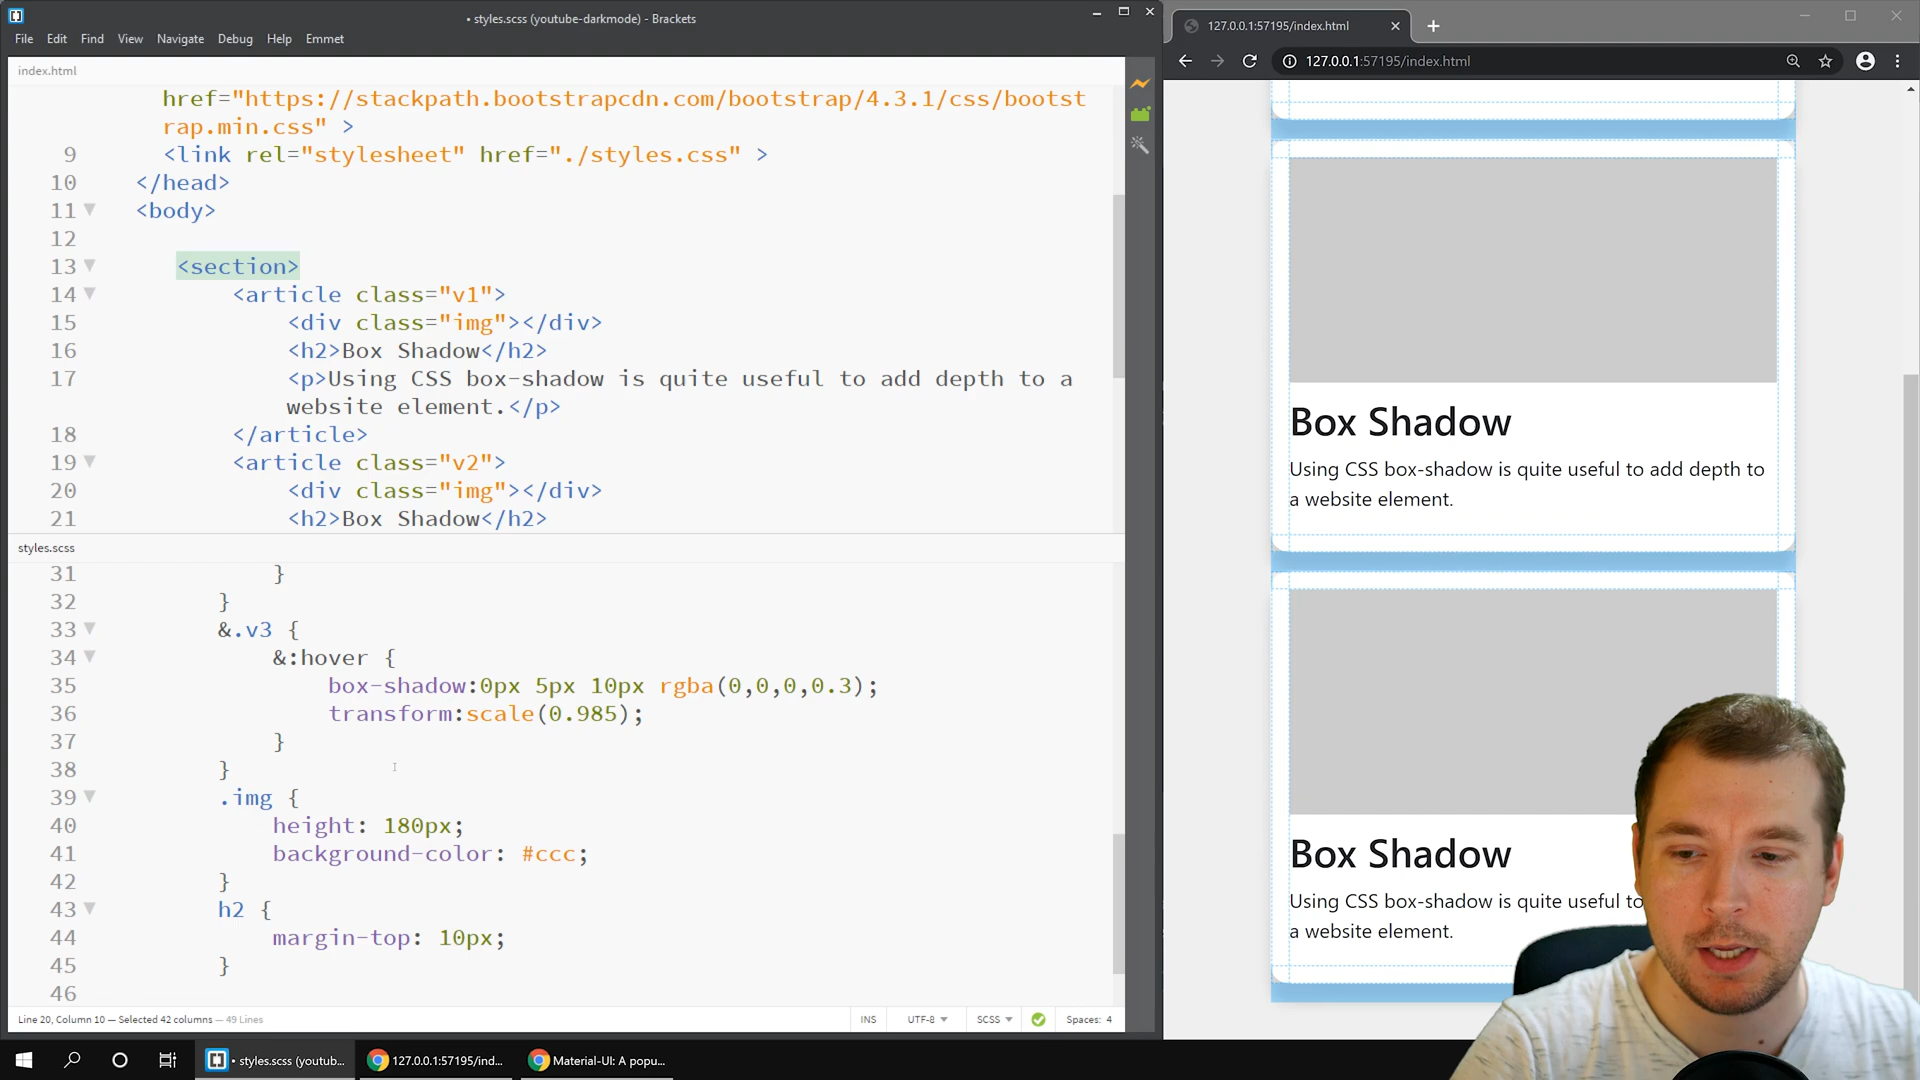 • styles.scss (youtube-darkmode) - Brackets
File Edit Find View Navigate Debug Help Emmet
index.html
href="https://stackpath.bootstrapcdn.com/bootstrap/4.3.1/css/bootst
rap.min.css" >
9 <link rel="stylesheet" href="./styles.css" >
10 </head>
11 <body>
12
13 <section>
14 <article class="v1">
15 <div class="img"></div>
16 <h2>Box Shadow</h2>
17 <p>Using CSS box-shadow is quite useful to add depth to a
website element.</p>
18 </article>
19 <article class="v2">
20 <div class="img"></div>
21 <h2>Box Shadow</h2>
styles.scss
31 }
32 }
33 &.v3 {
34 &:hover {
35 box-shadow:0px 5px 10px rgba(0,0,0,0.3);
36 transform:scale(0.985);
37 }
38 }
39 .img {
40 height: 180px;
41 background-color: #ccc;
42 }
43 h2 {
44 margin-top: 10px;
45 }
46
Line 20, Column 10 — Selected 42 columns — 49 Lines
INS UTF-8 SCSS Spaces: 4
127.0.0.1:57195/index.html
127.0.0.1:57195/index.html
Box Shadow
Using CSS box-shadow is quite useful to add depth to
a website element.
Box Shadow
Using CSS box-shadow is quite useful to
a website element.
• styles.scss (youtub...
127.0.0.1:57195/ind...
Material-UI: A popu...